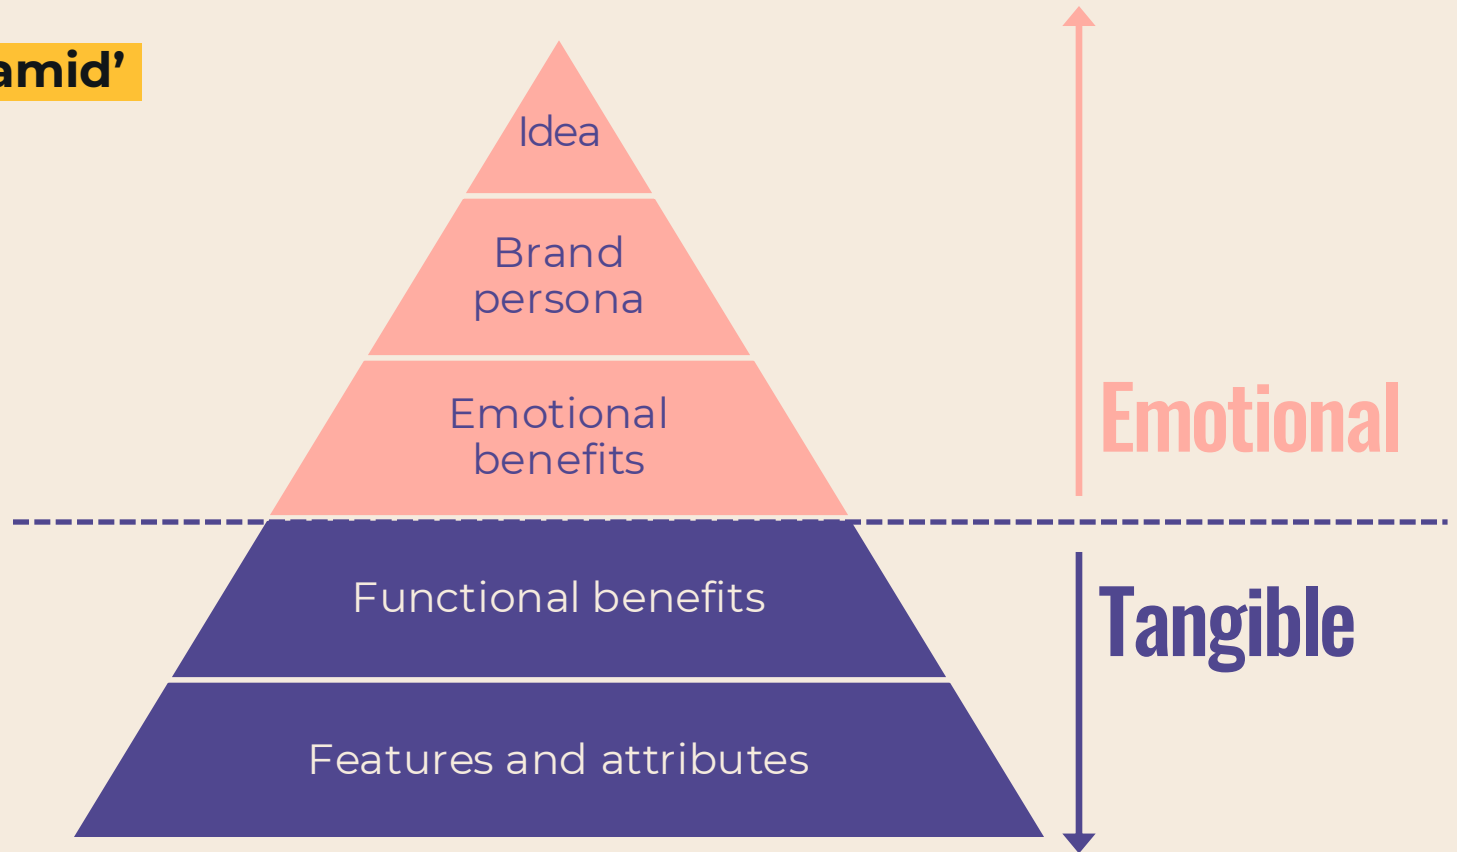 amid’
Idea
Brand
persona
Emotional
benefits
Emotional
Functional benefits
Tangible
Features and attributes